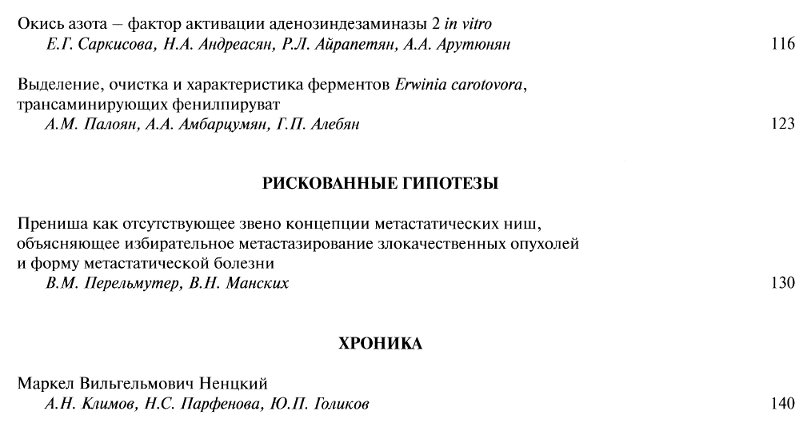 Окись азота – фактор активации аденозиндезаминазы 2 in vitro
Е.Г. Саркисова, Н.А. Андреасян, Р.Л. Айрапетян, А.А. Арутюнян 116
Выделение, очистка и характеристика ферментов Erwinia carotovora,
трансаминирующих фенилпируват
А.М. Палоян, А.А. Амбарцумян, Г.П. Алебян 123
РИСКОВАННЫЕ ГИПОТЕЗЫ
Прениша как отсутствующее звено концепции метастатических ниш,
объясняющее избирательное метастазирование злокачественных опухолей
и форму метастатической болезни
В.М. Перельмутер, В.Н. Манских 130
ХРОНИКА
Маркел Вильгельмович Ненцкий
А.Н. Климов, Н.С. Парфенова, Ю.П. Голиков 140